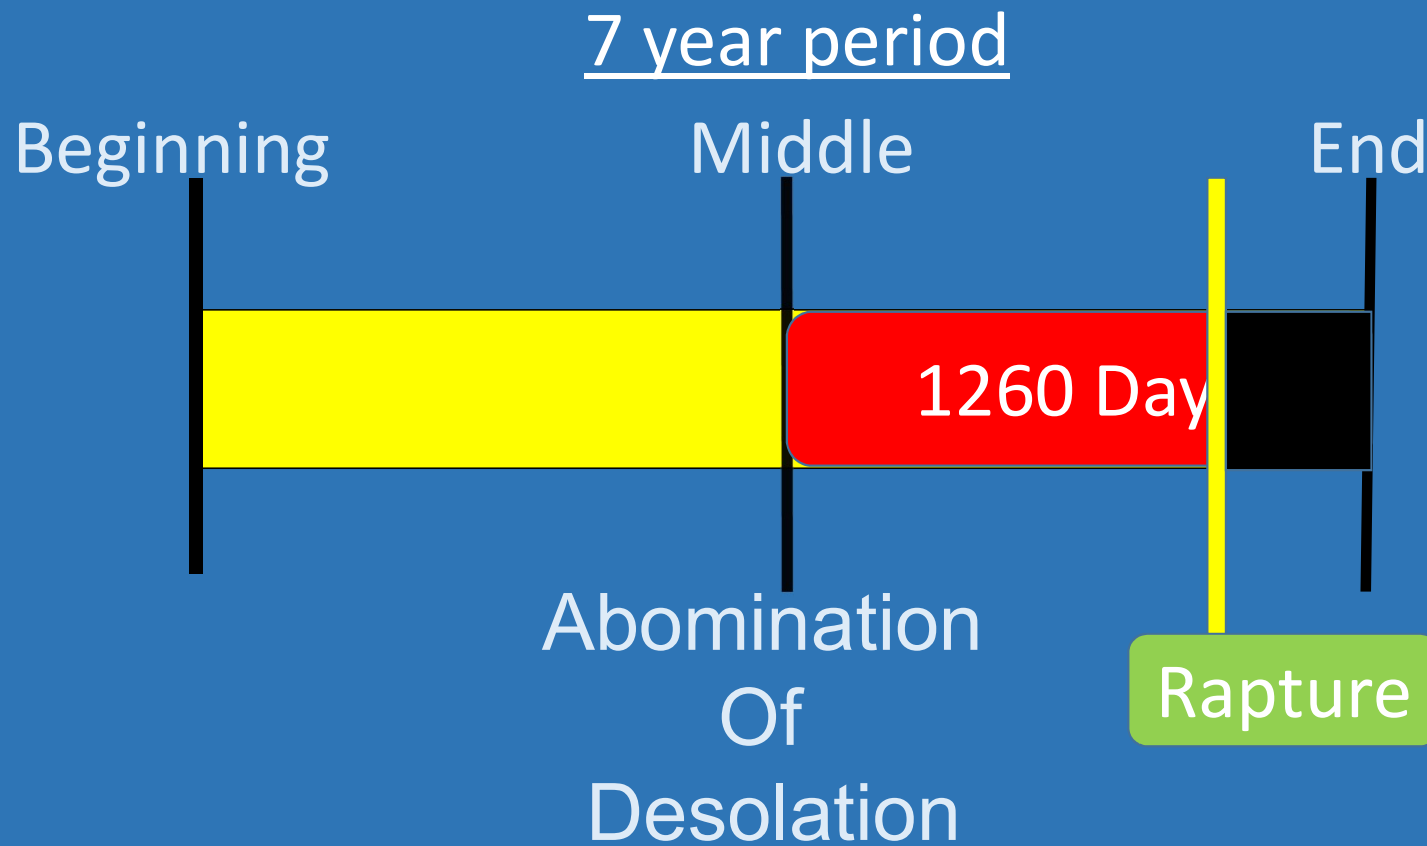 7 year period
Beginning Middle End
1260 Day
Abomination
Of
Rapture
Desolation